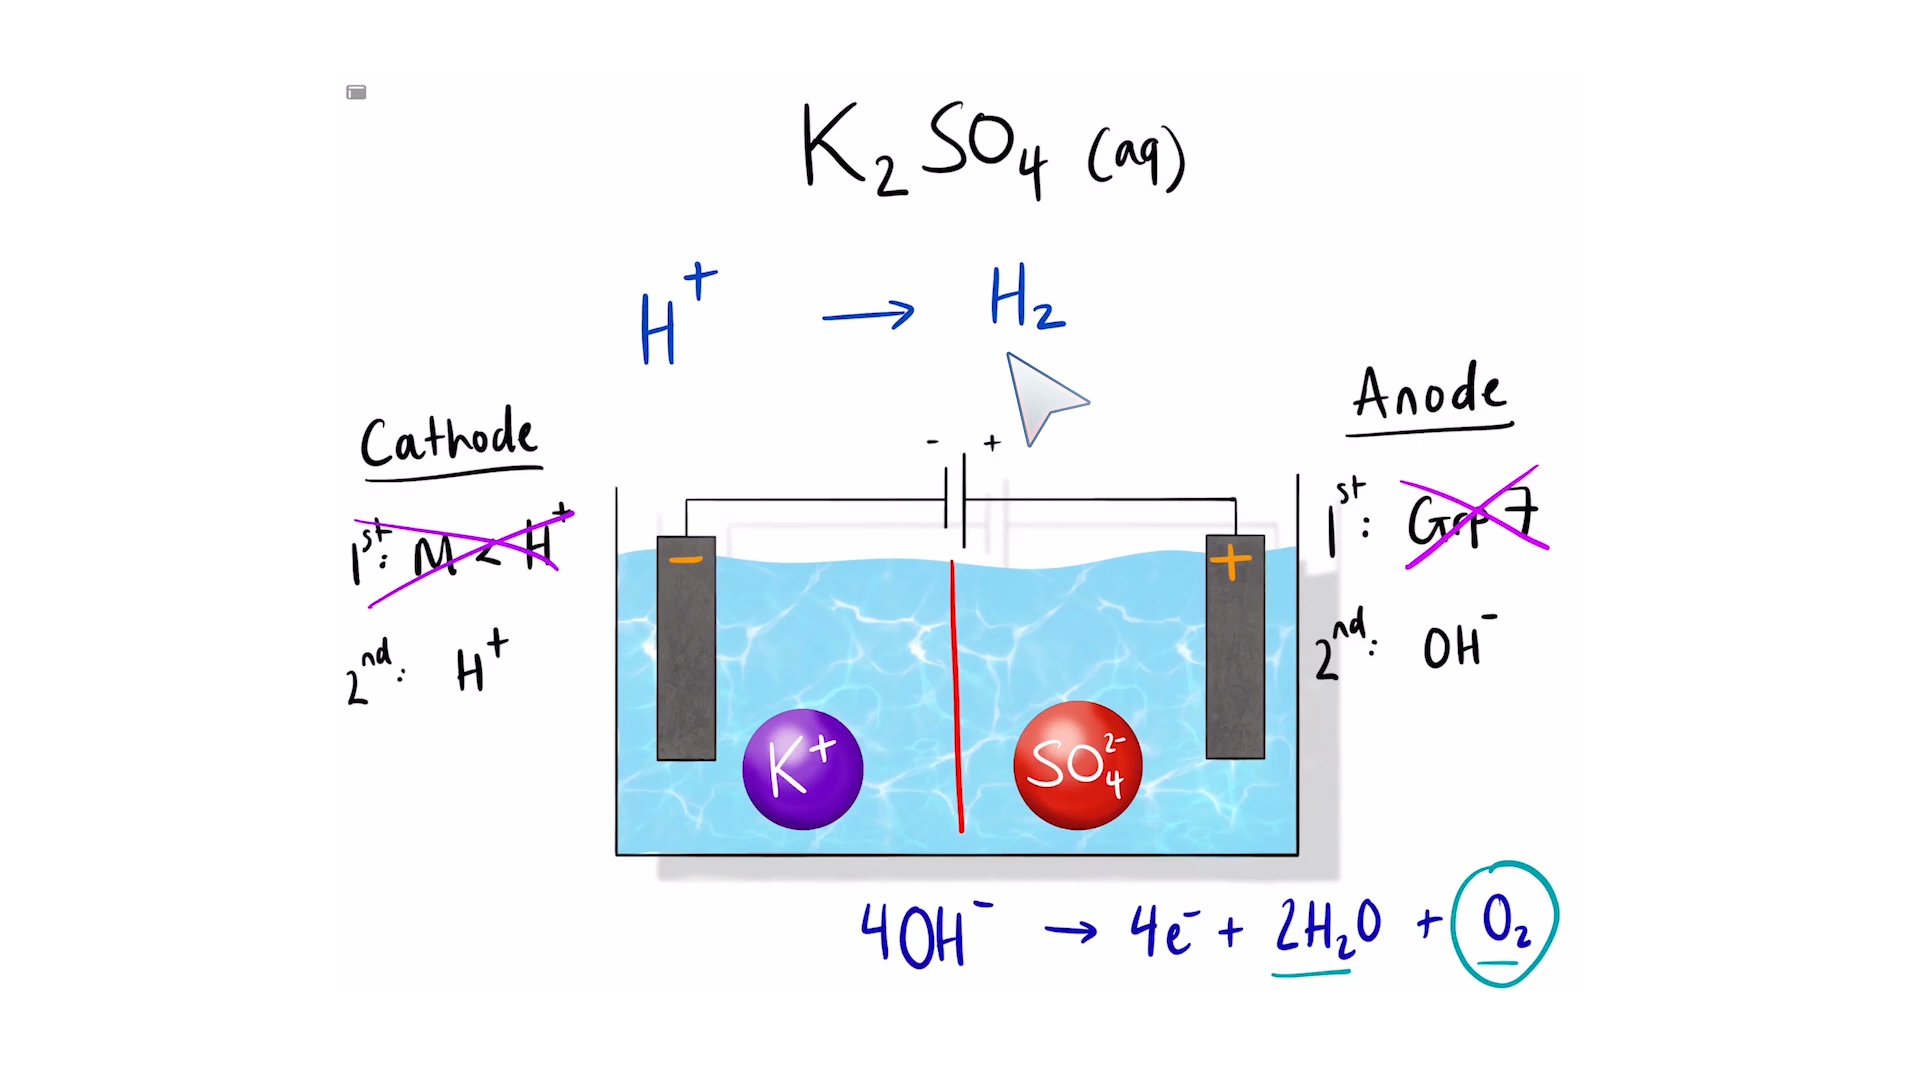 K₂SO₄ (aq)
H⁺ → H₂
Cathode
1ˢᵗ: M < H⁺
2ⁿᵈ: H⁺
Anode
1ˢᵗ: Grp 7
2ⁿᵈ: OH⁻
- +
− +
K⁺ SO₄²⁻
4OH⁻ → 4e⁻ + 2H₂O + O₂